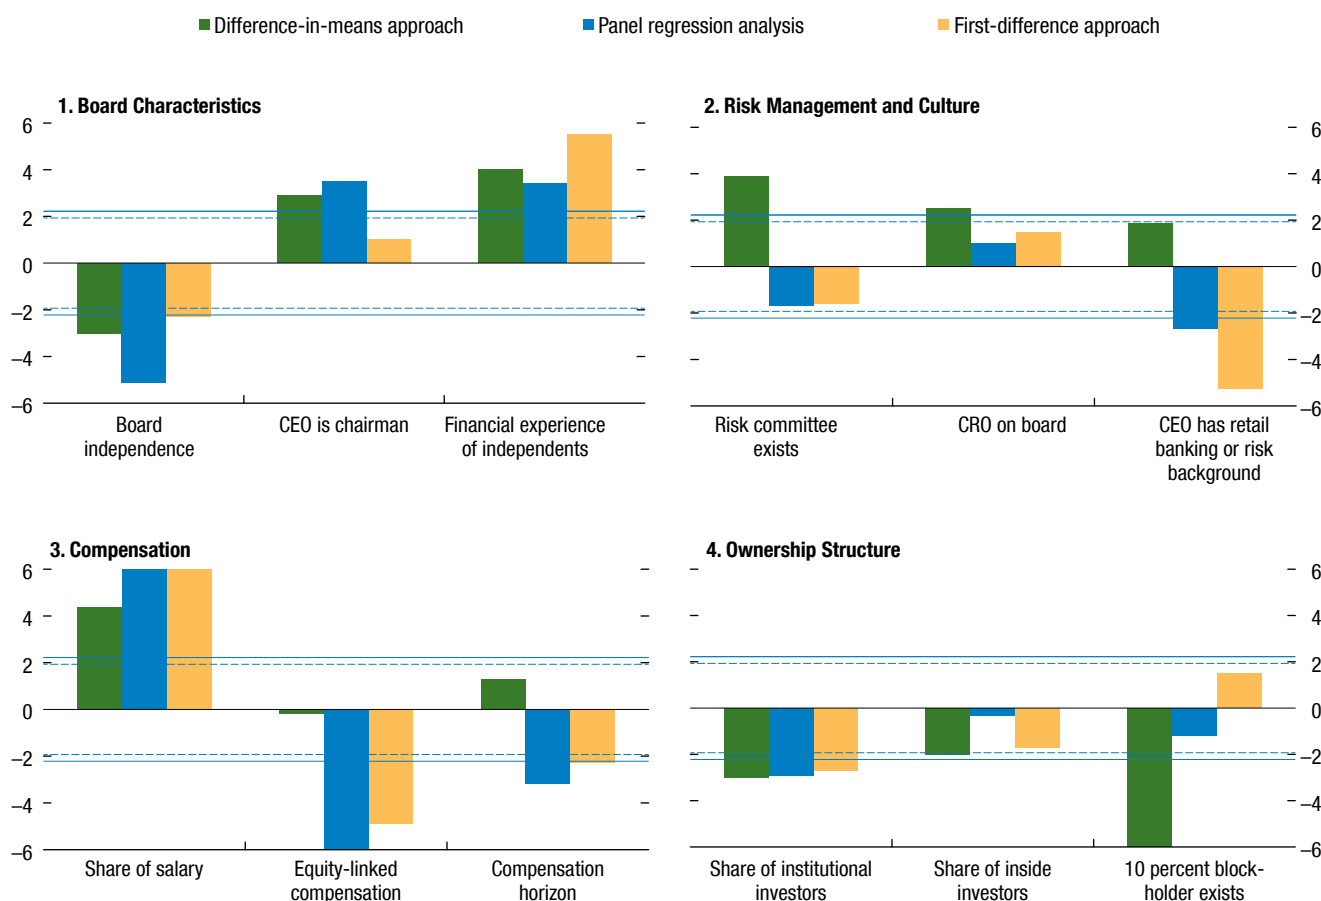 Difference-in-means approach
Panel regression analysis
First-difference approach
1. Board Characteristics
6
4
2
0
–2
–4
–6
Board
independence
CEO is chairman
Financial experience
of independents
2. Risk Management and Culture
6
4
2
0
–2
–4
–6
Risk committee
exists
CRO on board
CEO has retail
banking or risk
background
3. Compensation
6
4
2
0
–2
–4
–6
Share of salary
Equity-linked
compensation
Compensation
horizon
4. Ownership Structure
6
4
2
0
–2
–4
–6
Share of institutional
investors
Share of inside
investors
10 percent block-
holder exists